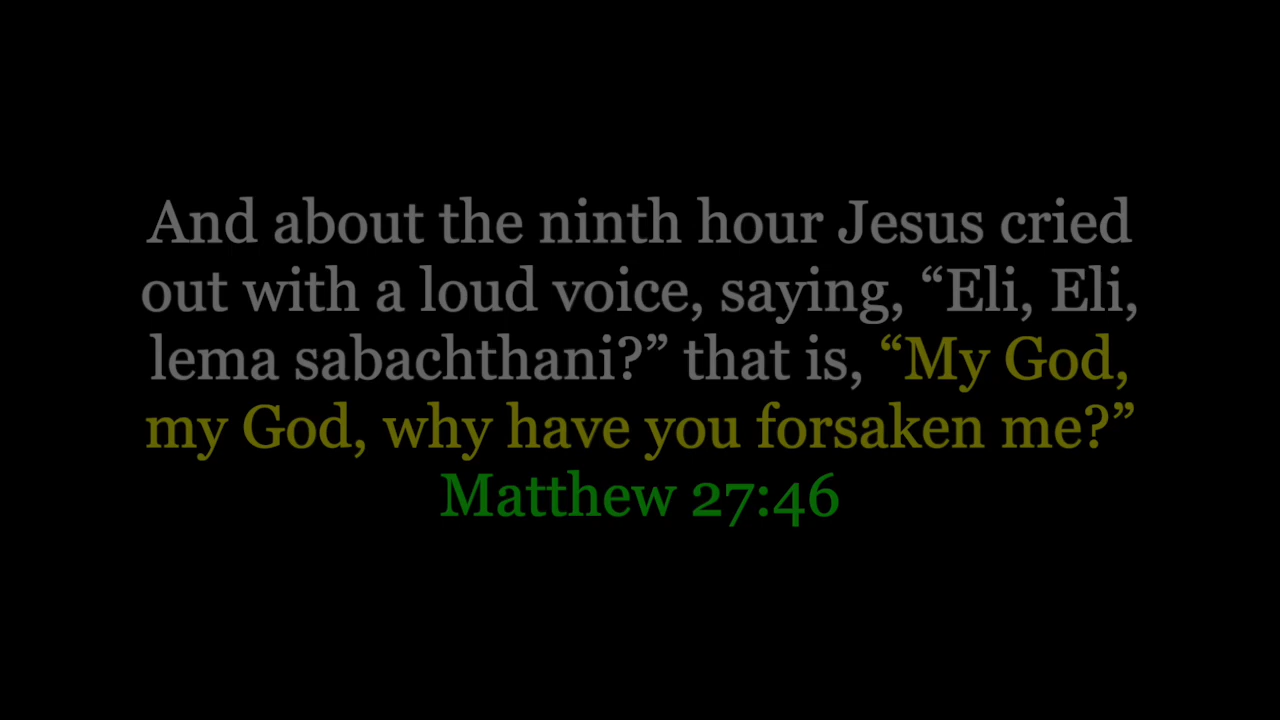 And about the ninth hour Jesus cried
out with a loud voice, saying, “Eli, Eli,
lema sabachthani?” that is, “My God,
my God, why have you forsaken me?”
Matthew 27:46